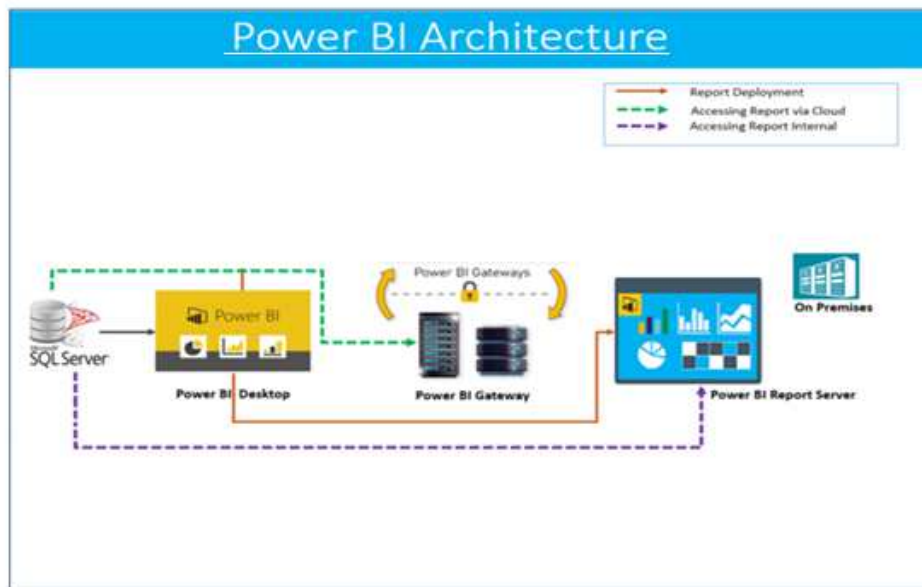 Power BI Architecture
Report Deployment
Accessing Report via Cloud
Accessing Report Internal
Power BI Gateways
Power BI
On Premises
Microsoft
SQL Server
Power BI Desktop
Power BI Gateway
Power BI Report Server